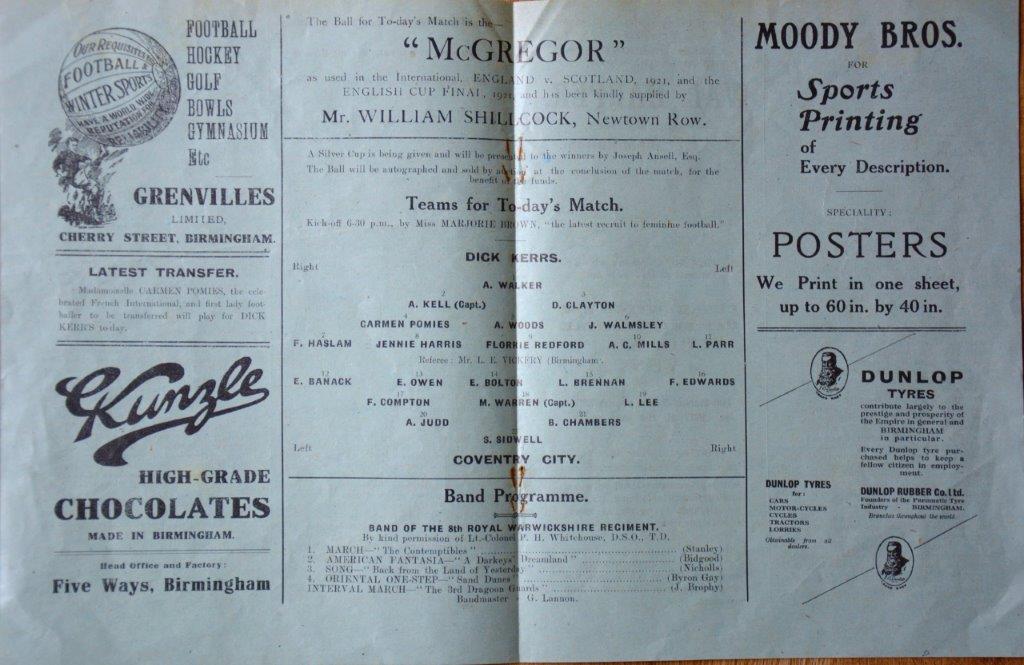 OUR REQUISITES
FOOTBALL &
WINTER SPORTS
HAVE A WORLD WIDE
REPUTATION
FOOTBALL
HOCKEY
GOLF
BOWLS
GYMNASIUM
Etc
GRENVILLES
LIMITED,
CHERRY STREET, BIRMINGHAM.
LATEST TRANSFER.
Mademoiselle CARMEN POMIES, the cele-
brated French International, and first lady foot-
baller to be transferred will play for DICK
KERR'S to-day.
Kunzle
HIGH-GRADE
CHOCOLATES
MADE IN BIRMINGHAM.
Head Office and Factory:
Five Ways, Birmingham
The Ball for To-day's Match is the—
"McGREGOR"
as used in the International, ENGLAND v. SCOTLAND, 1921, and the
ENGLISH CUP FINAL, 1921, and has been kindly supplied by
Mr. WILLIAM SHILLCOCK, Newtown Row.
A Silver Cup is being given and will be presented to the winners by Joseph Ansell, Esq.
The Ball will be autographed and sold by at the conclusion of the match, for the
benefit of the funds.
Teams for To-day's Match.
Kick-off 6-30 p.m., by Miss MARJORIE BROWN, "the latest recruit to feminine football."
DICK KERRS.
Right Left
A. WALKER
2 3
A. KELL (Capt.) D. CLAYTON
4 6
CARMEN POMIES A. WOODS J. WALMSLEY
7 8 10 11
F. HASLAM JENNIE HARRIS FLORRIE REDFORD A. C. MILLS L. PARR
Referee: Mr. L. E. VICKERY (Birmingham).
12 13 14 15 16
E. BANACK E. OWEN E. BOLTON L. BRENNAN F. EDWARDS
17 18 19
F. COMPTON M. WARREN (Capt.) L. LEE
20 21
A. JUDD B. CHAMBERS
S. SIDWELL
Left Right
COVENTRY CITY.
Band Programme.
BAND OF THE 8th ROYAL WARWICKSHIRE REGIMENT.
By kind permission of Lt.-Colonel P. H. Whitehouse, D.S.O., T.D.
1. MARCH—"The Contemptibles" (Stanley)
2. AMERICAN FANTASIA—"A Darkeys' Dreamland" (Bidgood)
3. SONG—"Back from the Land of Yesterday" (Nicholls)
4. ORIENTAL ONE-STEP—"Sand Dunes" (Byron Gay)
INTERVAL MARCH—"The 3rd Dragoon Guards" (J. Brophy)
Bandmaster - G. Lannon.
MOODY BROS.
FOR
Sports
Printing
of
Every Description.
SPECIALITY:
POSTERS
We Print in one sheet,
up to 60 in. by 40 in.
DUNLOP
TYRES
contribute largely to the
prestige and prosperity of
the Empire in general and
BIRMINGHAM
in particular.
Every Dunlop tyre pur-
chased helps to keep a
fellow citizen in employ-
ment.
DUNLOP TYRES
for:
CARS
MOTOR-CYCLES
CYCLES
TRACTORS
LORRIES
Obtainable from all
dealers.
DUNLOP RUBBER Co. Ltd.
Founders of the Pneumatic Tyre
Industry - BIRMINGHAM.
Branches throughout the world.